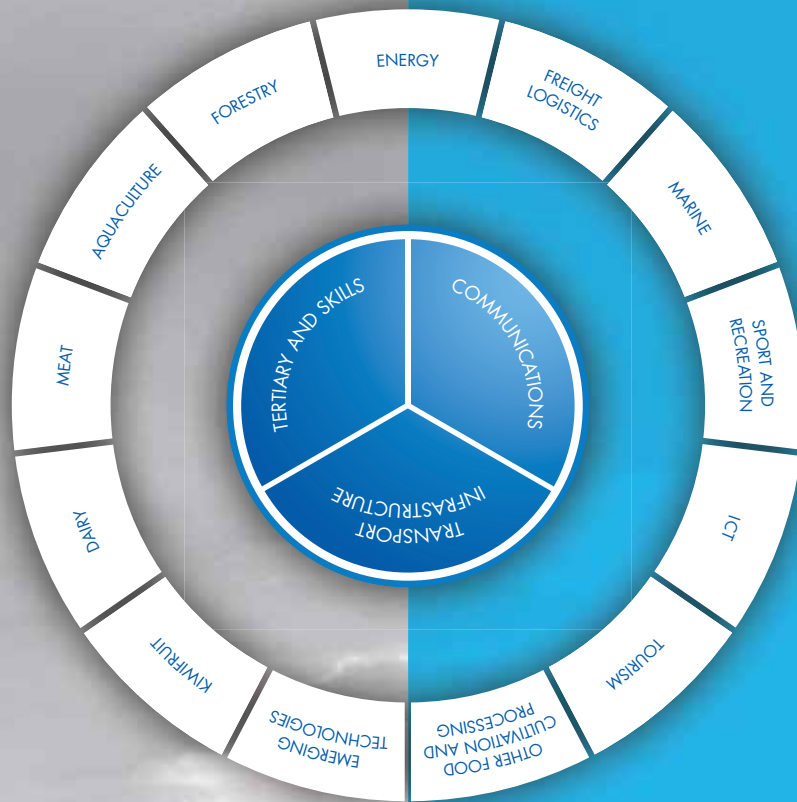 ENERGY
FREIGHT
LOGISTICS
MARINE
SPORT AND
RECREATION
ICT
TOURISM
OTHER FOOD
CULTIVATION AND
PROCESSING
EMERGING
TECHNOLOGIES
KIWIFRUIT
DAIRY
MEAT
AQUACULTURE
FORESTRY
TERTIARY AND SKILLS
COMMUNICATIONS
TRANSPORT
INFRASTRUCTURE